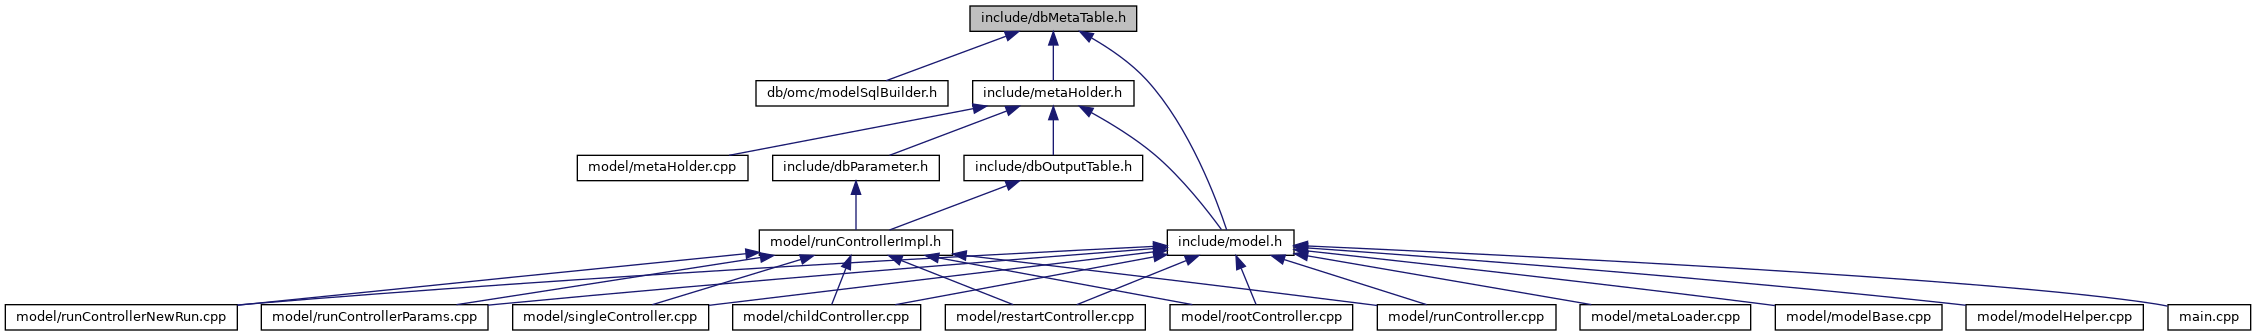 include/dbMetaTable.h
db/omc/modelSqlBuilder.h
include/metaHolder.h
model/metaHolder.cpp
include/dbParameter.h
include/dbOutputTable.h
model/runControllerImpl.h
include/model.h
model/runControllerNewRun.cpp
model/runControllerParams.cpp
model/singleController.cpp
model/childController.cpp
model/restartController.cpp
model/rootController.cpp
model/runController.cpp
model/metaLoader.cpp
model/modelBase.cpp
model/modelHelper.cpp
main.cpp